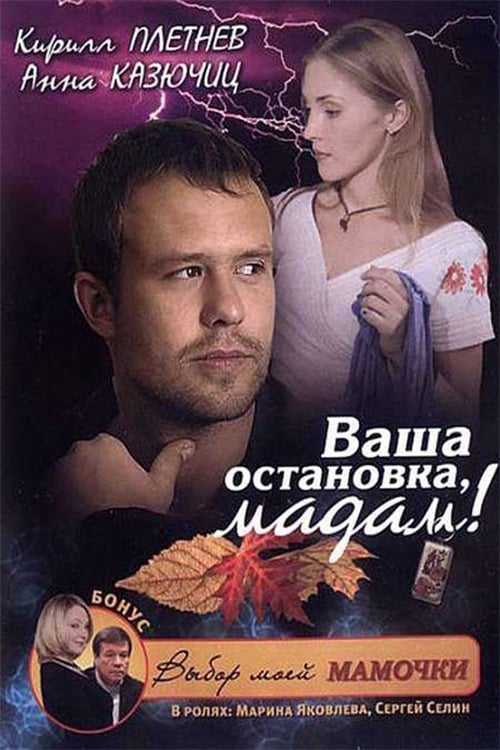 Кирилл ПЛЕТНЕВ
Анна КАЗЮЧИЦ
Ваша
остановка,
мадам!
БОНУС
Выбор моей МАМОЧКИ
В РОЛЯХ: МАРИНА ЯКОВЛЕВА, СЕРГЕЙ СЕЛИН